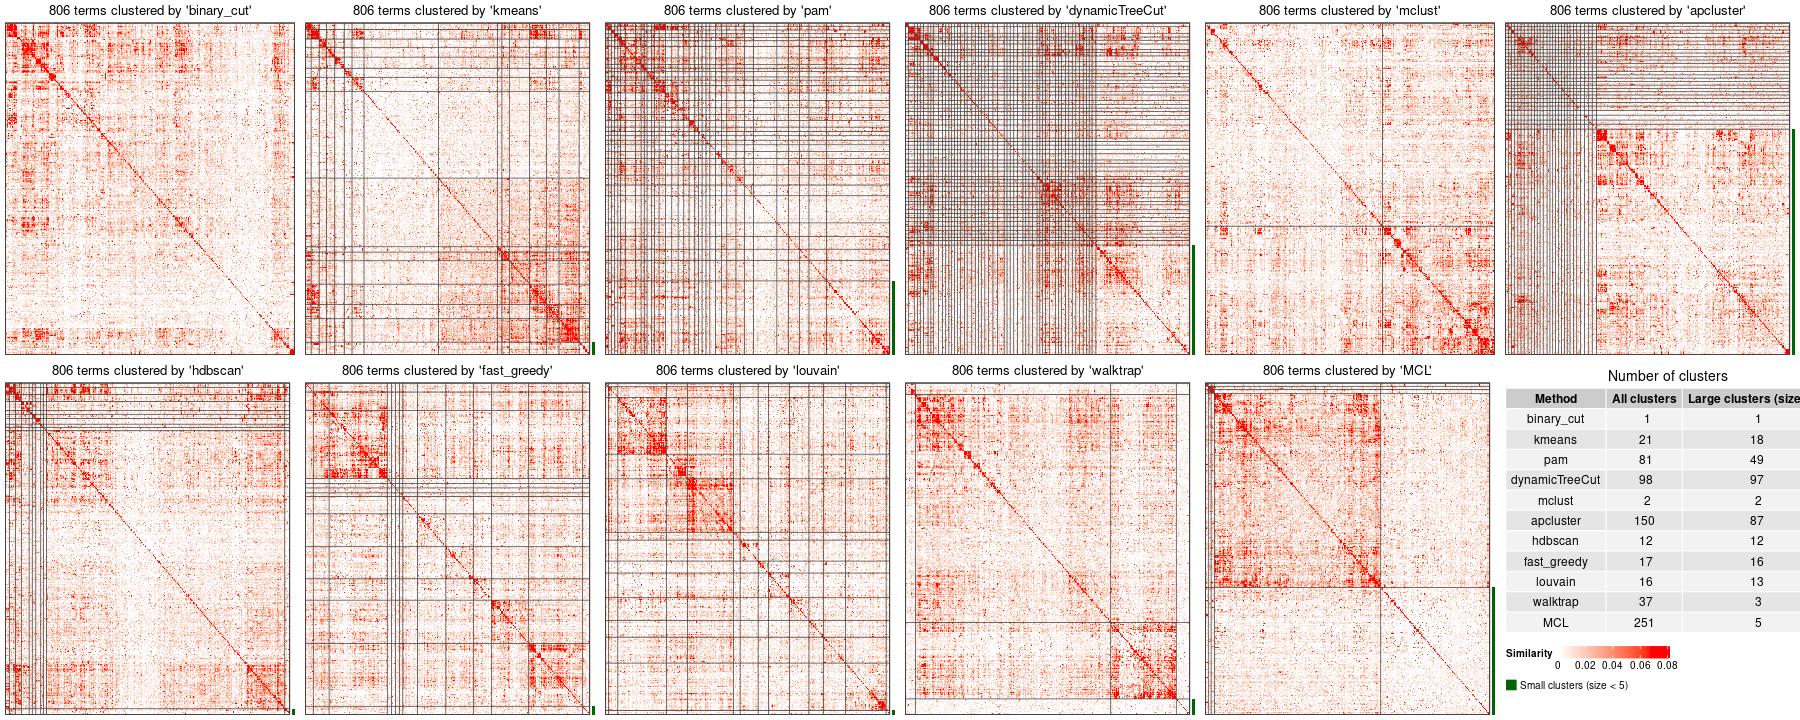 806 terms clustered by 'binary_cut'
806 terms clustered by 'kmeans'
806 terms clustered by 'pam'
806 terms clustered by 'dynamicTreeCut'
806 terms clustered by 'mclust'
806 terms clustered by 'apcluster'
806 terms clustered by 'hdbscan'
806 terms clustered by 'fast_greedy'
806 terms clustered by 'louvain'
806 terms clustered by 'walktrap'
806 terms clustered by 'MCL'
Number of clusters
Method All clusters Large clusters (size
binary_cut 1 1
kmeans 21 18
pam 81 49
dynamicTreeCut 98 97
mclust 2 2
apcluster 150 87
hdbscan 12 12
fast_greedy 17 16
louvain 16 13
walktrap 37 3
MCL 251 5
Similarity
0 0.02 0.04 0.06 0.08
Small clusters (size < 5)